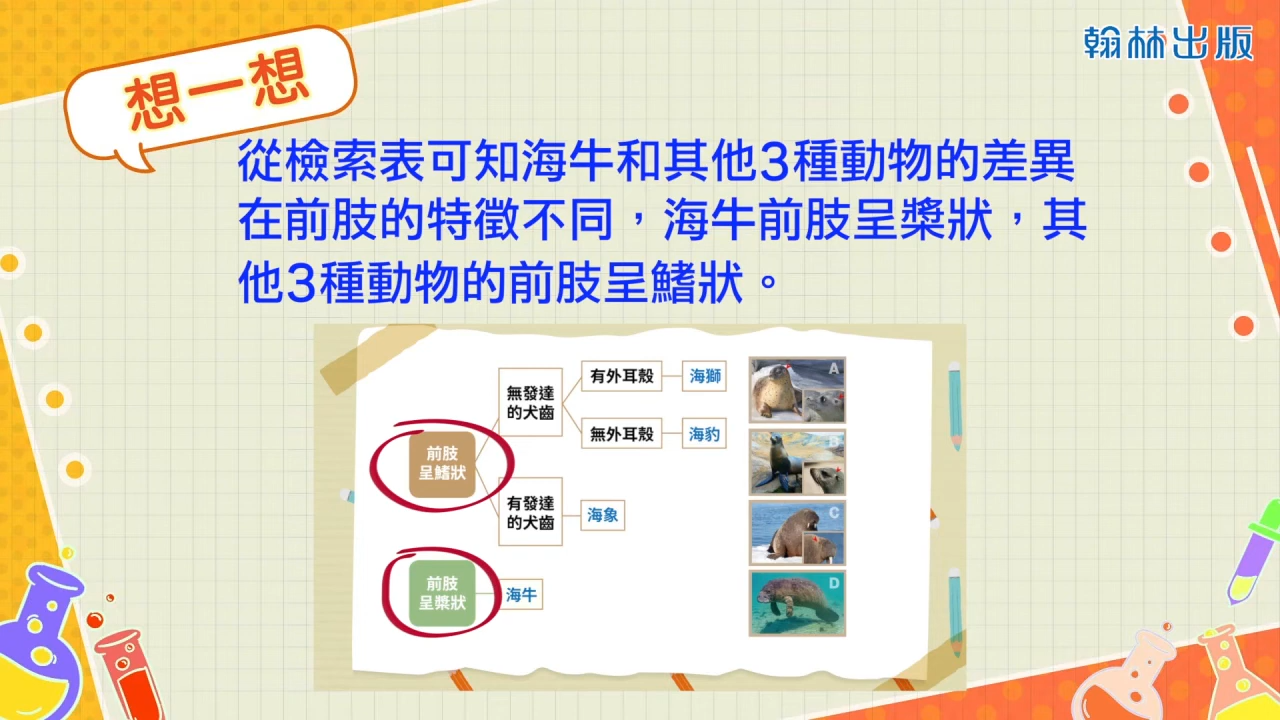 翰林出版
想一想
從檢索表可知海牛和其他3種動物的差異
在前肢的特徵不同，海牛前肢呈槳狀，其
他3種動物的前肢呈鰭狀。
前肢
呈鰭狀
無發達
的犬齒
有外耳殼
海獅
無外耳殼
海豹
有發達
的犬齒
海象
前肢
呈槳狀
海牛
A
B
C
D